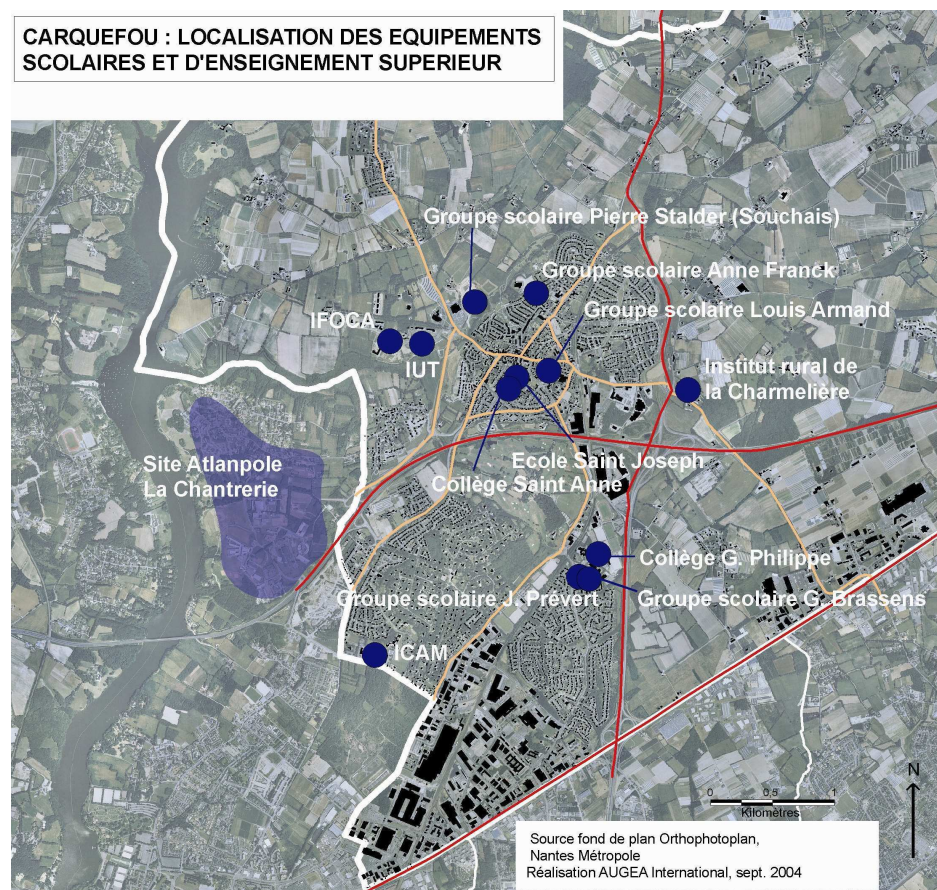 CARQUEFOU : LOCALISATION DES EQUIPEMENTS
SCOLAIRES ET D'ENSEIGNEMENT SUPERIEUR
Groupe scolaire Pierre Stalder (Souchais)
Groupe scolaire Anne Franck
Groupe scolaire Louis Armand
IFOCA
IUT
Institut rural de
la Charmelière
Site Atlanpole
La Chantrerie
Ecole Saint Joseph
Collège Saint Anne
Collège G. Philippe
Groupe scolaire J. Prévert
Groupe scolaire G. Brassens
ICAM
N
0 0,5 1
Kilomètres
Source fond de plan Orthophotoplan,
Nantes Métropole
Réalisation AUGEA International, sept. 2004